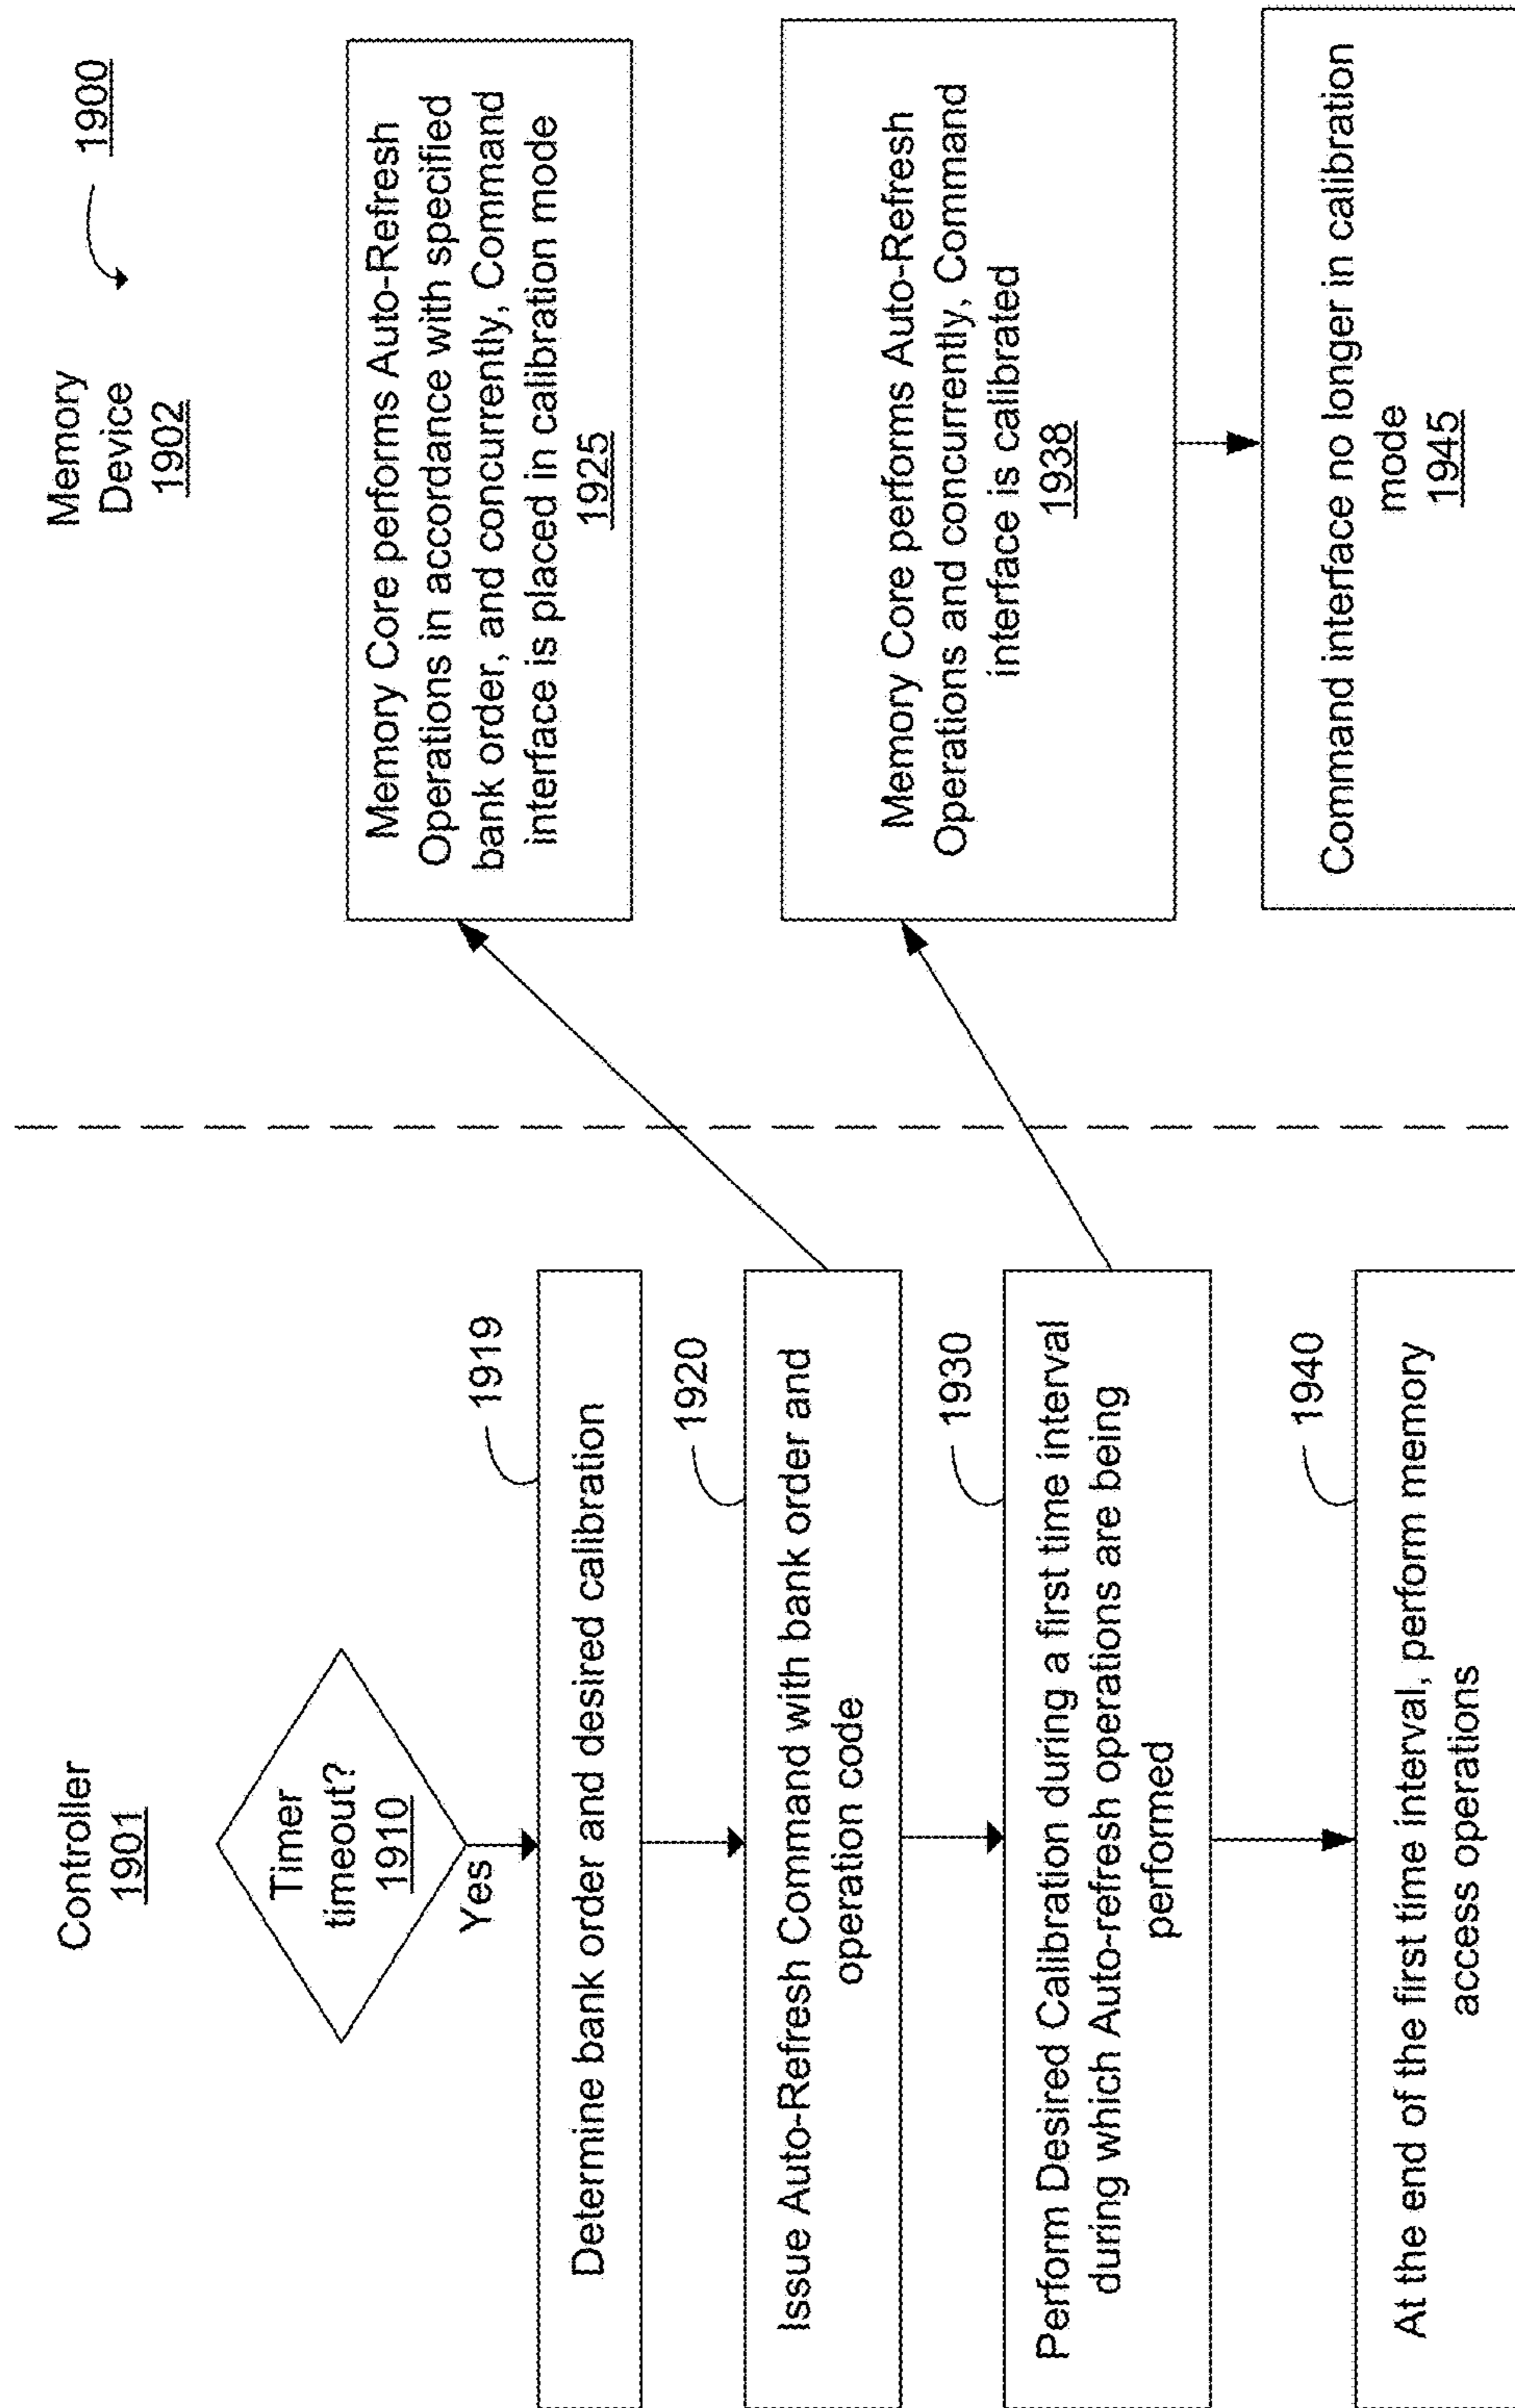 Controller
1901
Timer
timeout?
1910
Yes
1919
Determine bank order and desired calibration
1920
Issue Auto-Refresh Command with bank order and
operation code
1930
Perform Desired Calibration during a first time interval
during which Auto-refresh operations are being
performed
1940
At the end of the first time interval, perform memory
access operations
Memory
Device
1902
1900
Memory Core performs Auto-Refresh
Operations in accordance with specified
bank order, and concurrently, Command
interface is placed in calibration mode
1925
Memory Core performs Auto-Refresh
Operations and concurrently, Command
interface is calibrated
1938
Command interface no longer in calibration
mode
1945